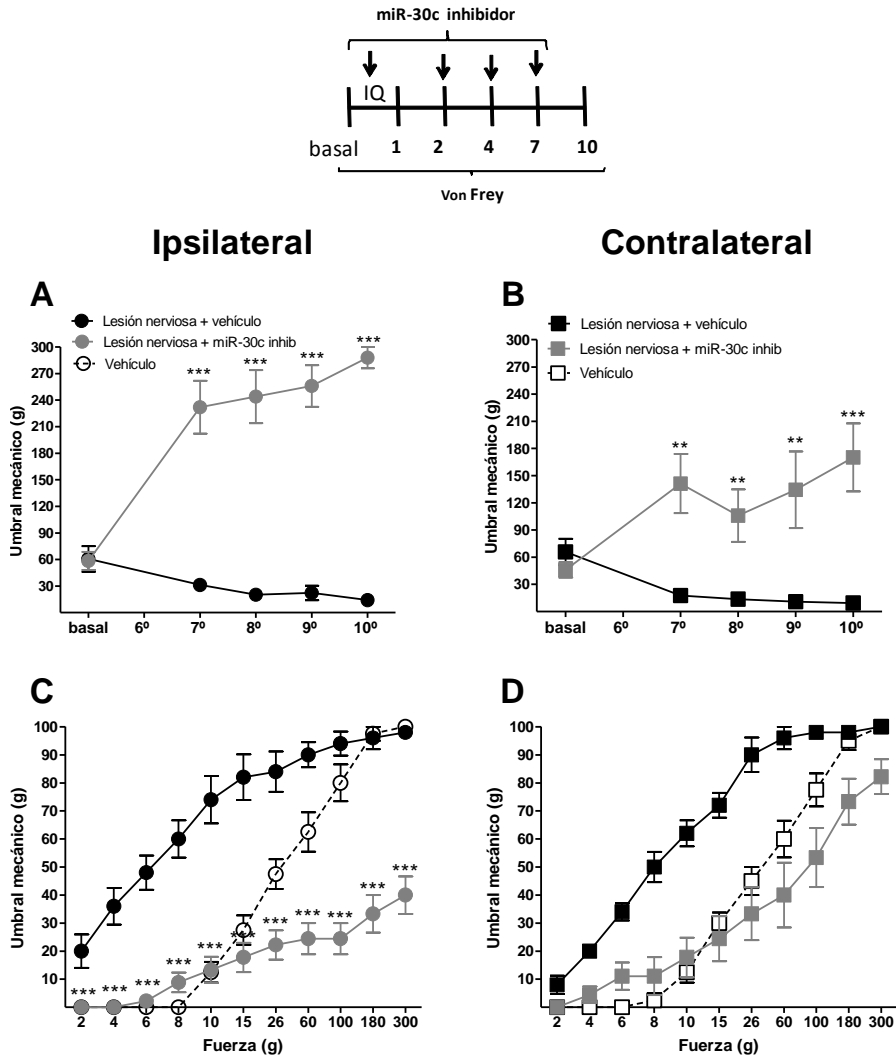 miR-30c inhibidor
IQ
basal 1 2 4 7 10
Von Frey
Ipsilateral
Contralateral
A
Lesión nerviosa + vehículo
Lesión nerviosa + miR-30c inhib
Vehículo
Umbral mecánico (g)
300
270
240
210
180
150
120
90
60
30
*** *** *** ***
basal 6º 7º 8º 9º 10º
B
Lesión nerviosa + vehículo
Lesión nerviosa + miR-30c inhib
Vehículo
Umbral mecánico (g)
300
270
240
210
180
150
120
90
60
30
** ** ** ***
basal 6º 7º 8º 9º 10º
C
Umbral mecánico (g)
100
90
80
70
60
50
40
30
20
10
*** *** *** *** *** *** *** *** *** *** ***
2 4 6 8 10 15 26 60 100 180 300
Fuerza (g)
D
Umbral mecánico (g)
100
90
80
70
60
50
40
30
20
10
2 4 6 8 10 15 26 60 100 180 300
Fuerza (g)